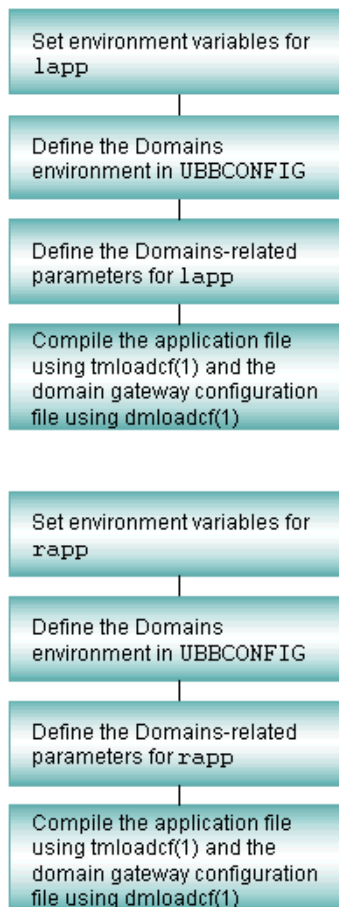 Set environment variables for
lapp
Define the Domains
environment in UBBCONFIG
Define the Domains-related
parameters for lapp
Compile the application file
using tmloadcf(1) and the
domain gateway configuration
file using dmloadcf(1)
Set environment variables for
rapp
Define the Domains
environment in UBBCONFIG
Define the Domains-related
parameters for rapp
Compile the application file
using tmloadcf(1) and the
domain gateway configuration
file using dmloadcf(1)